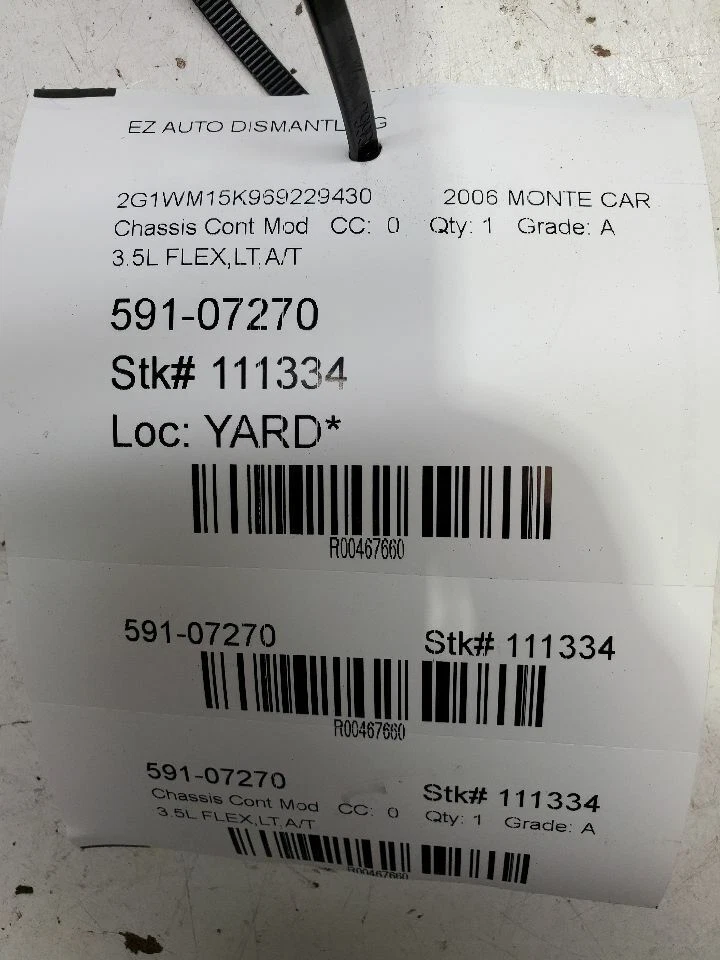 EZ AUTO DISMANTLING
2G1WM15K969229430 2006 MONTE CAR
Chassis Cont Mod CC: 0 Qty: 1 Grade: A
3.5L FLEX,LT,A/T
591-07270
Stk# 111334
Loc: YARD*
R00467660
591-07270 Stk# 111334
R00467660
591-07270 Stk# 111334
Chassis Cont Mod CC: 0 Qty: 1 Grade: A
3.5L FLEX,LT,A/T
R00467660